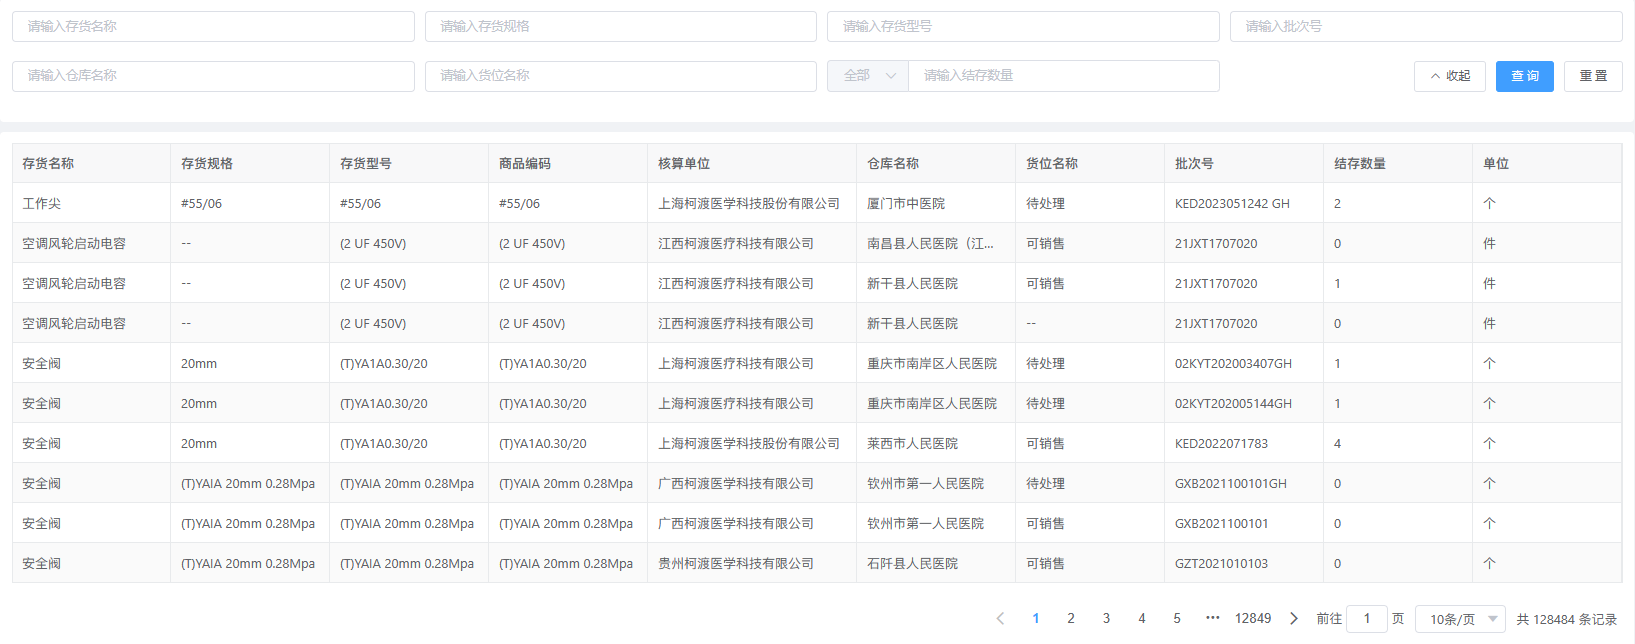 请输入存货名称 请输入存货规格 请输入存货型号 请输入批次号
请输入仓库名称 请输入货位名称 全部 请输入结存数量 收起 查询 重置
存货名称 存货规格 存货型号 商品编码 核算单位 仓库名称 货位名称 批次号 结存数量 单位
工作尖 #55/06 #55/06 #55/06 上海柯渡医学科技股份有限公司 厦门市中医院 待处理 KED2023051242 GH 2 个
空调风轮启动电容 -- (2 UF 450V) (2 UF 450V) 江西柯渡医疗科技有限公司 南昌县人民医院（江... 可销售 21JXT1707020 0 件
空调风轮启动电容 -- (2 UF 450V) (2 UF 450V) 江西柯渡医疗科技有限公司 新干县人民医院 可销售 21JXT1707020 1 件
空调风轮启动电容 -- (2 UF 450V) (2 UF 450V) 江西柯渡医疗科技有限公司 新干县人民医院 -- 21JXT1707020 0 件
安全阀 20mm (T)YA1A0.30/20 (T)YA1A0.30/20 上海柯渡医疗科技有限公司 重庆市南岸区人民医院 待处理 02KYT202003407GH 1 个
安全阀 20mm (T)YA1A0.30/20 (T)YA1A0.30/20 上海柯渡医疗科技有限公司 重庆市南岸区人民医院 待处理 02KYT202005144GH 1 个
安全阀 20mm (T)YA1A0.30/20 (T)YA1A0.30/20 上海柯渡医学科技股份有限公司 莱西市人民医院 可销售 KED2022071783 4 个
安全阀 (T)YAIA 20mm 0.28Mpa (T)YAIA 20mm 0.28Mpa (T)YAIA 20mm 0.28Mpa 广西柯渡医学科技有限公司 钦州市第一人民医院 待处理 GXB2021100101GH 0 个
安全阀 (T)YAIA 20mm 0.28Mpa (T)YAIA 20mm 0.28Mpa (T)YAIA 20mm 0.28Mpa 广西柯渡医学科技有限公司 钦州市第一人民医院 可销售 GXB2021100101 0 个
安全阀 (T)YAIA 20mm 0.28Mpa (T)YAIA 20mm 0.28Mpa (T)YAIA 20mm 0.28Mpa 贵州柯渡医学科技有限公司 石阡县人民医院 可销售 GZT2021010103 0 个
1 2 3 4 5 ... 12849 前往 1 页 10条/页 共 128484 条记录